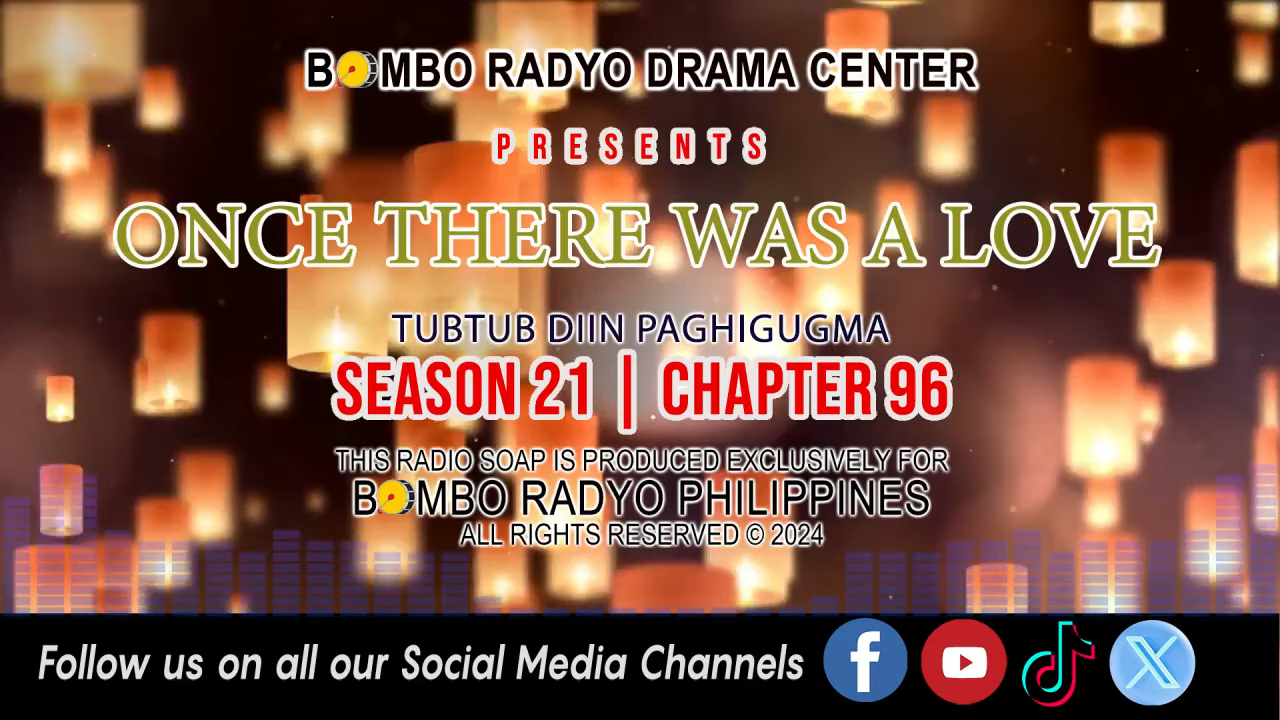 BOMBO RADYO DRAMA CENTER
PRESENTS
ONCE THERE WAS A LOVE
TUBTUB DIIN PAGHIGUGMA
SEASON 21 | CHAPTER 96
THIS RADIO SOAP IS PRODUCED EXCLUSIVELY FOR
BOMBO RADYO PHILIPPINES
ALL RIGHTS RESERVED © 2024
Follow us on all our Social Media Channels